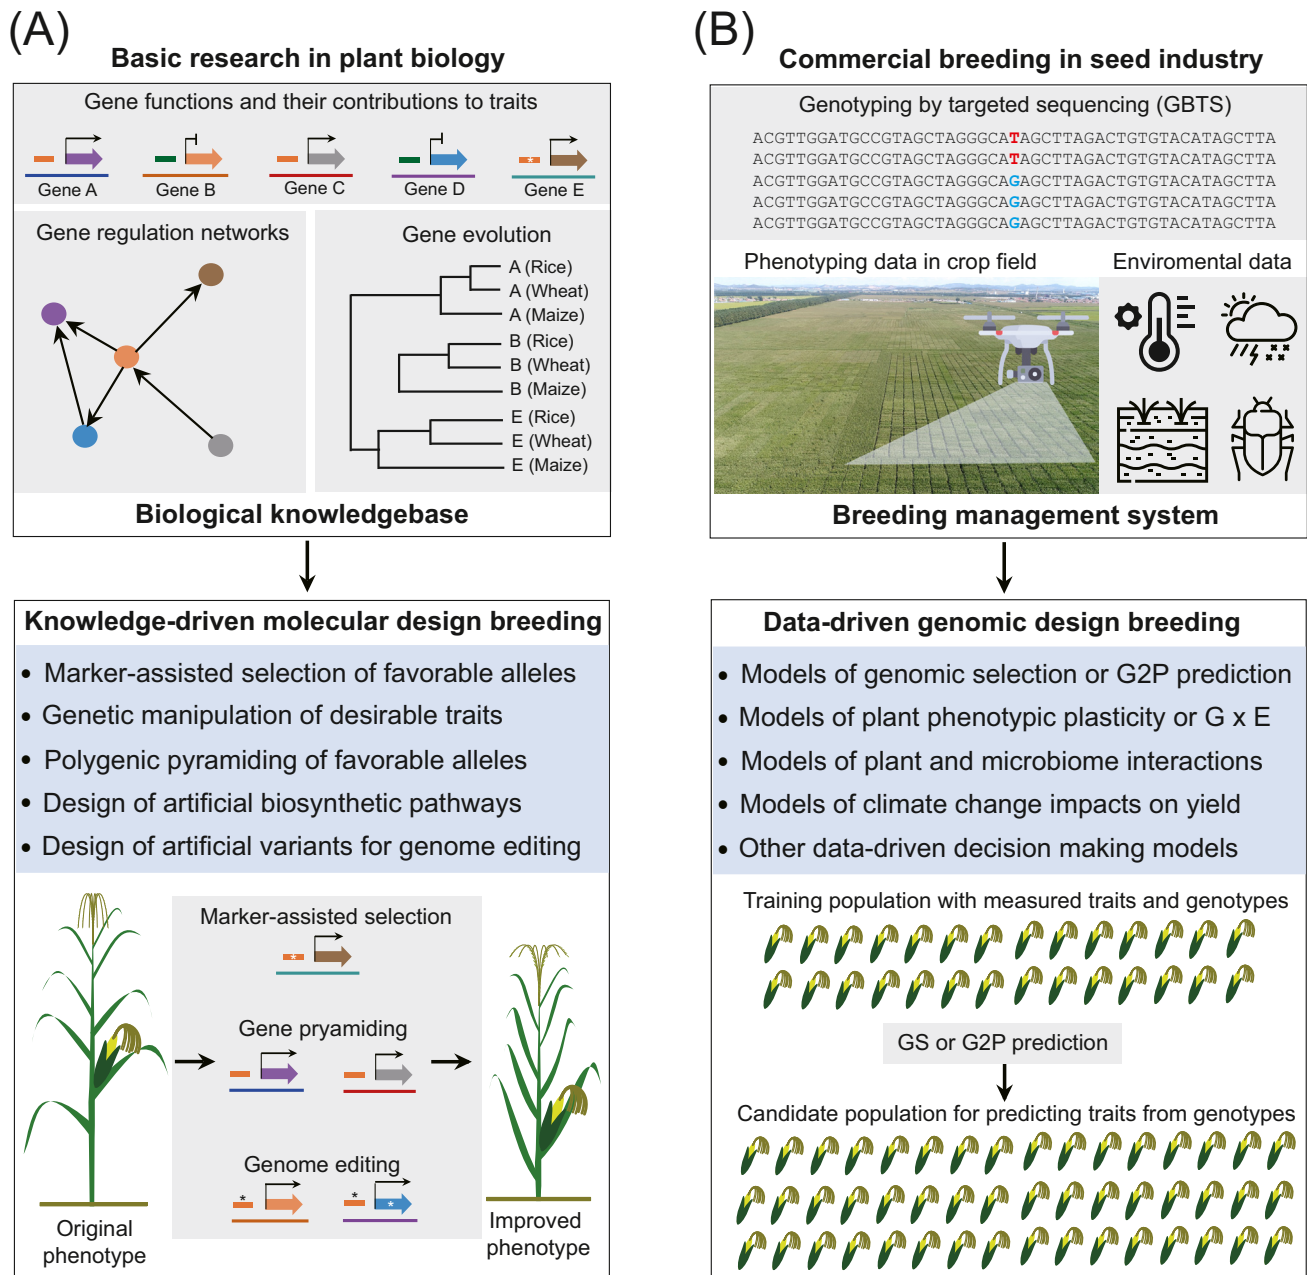 (A)
Basic research in plant biology
Gene functions and their contributions to traits
Gene A
Gene B
Gene C
Gene D
Gene E
Gene regulation networks
Gene evolution
A (Rice)
A (Wheat)
A (Maize)
B (Rice)
B (Wheat)
B (Maize)
E (Rice)
E (Wheat)
E (Maize)
Biological knowledgebase
Knowledge-driven molecular design breeding
• Marker-assisted selection of favorable alleles
• Genetic manipulation of desirable traits
• Polygenic pyramiding of favorable alleles
• Design of artificial biosynthetic pathways
• Design of artificial variants for genome editing
Marker-assisted selection
Gene pryamiding
Genome editing
Original
phenotype
Improved
phenotype
(B)
Commercial breeding in seed industry
Genotyping by targeted sequencing (GBTS)
ACGTTGGATGCCGTAGCTAGGGCATAGCTTAGACTGTGTACATAGCTTA
ACGTTGGATGCCGTAGCTAGGGCATAGCTTAGACTGTGTACATAGCTTA
ACGTTGGATGCCGTAGCTAGGGCAGAGCTTAGACTGTGTACATAGCTTA
ACGTTGGATGCCGTAGCTAGGGCAGAGCTTAGACTGTGTACATAGCTTA
ACGTTGGATGCCGTAGCTAGGGCAGAGCTTAGACTGTGTACATAGCTTA
Phenotyping data in crop field
Enviromental data
Breeding management system
Data-driven genomic design breeding
• Models of genomic selection or G2P prediction
• Models of plant phenotypic plasticity or G x E
• Models of plant and microbiome interactions
• Models of climate change impacts on yield
• Other data-driven decision making models
Training population with measured traits and genotypes
GS or G2P prediction
Candidate population for predicting traits from genotypes